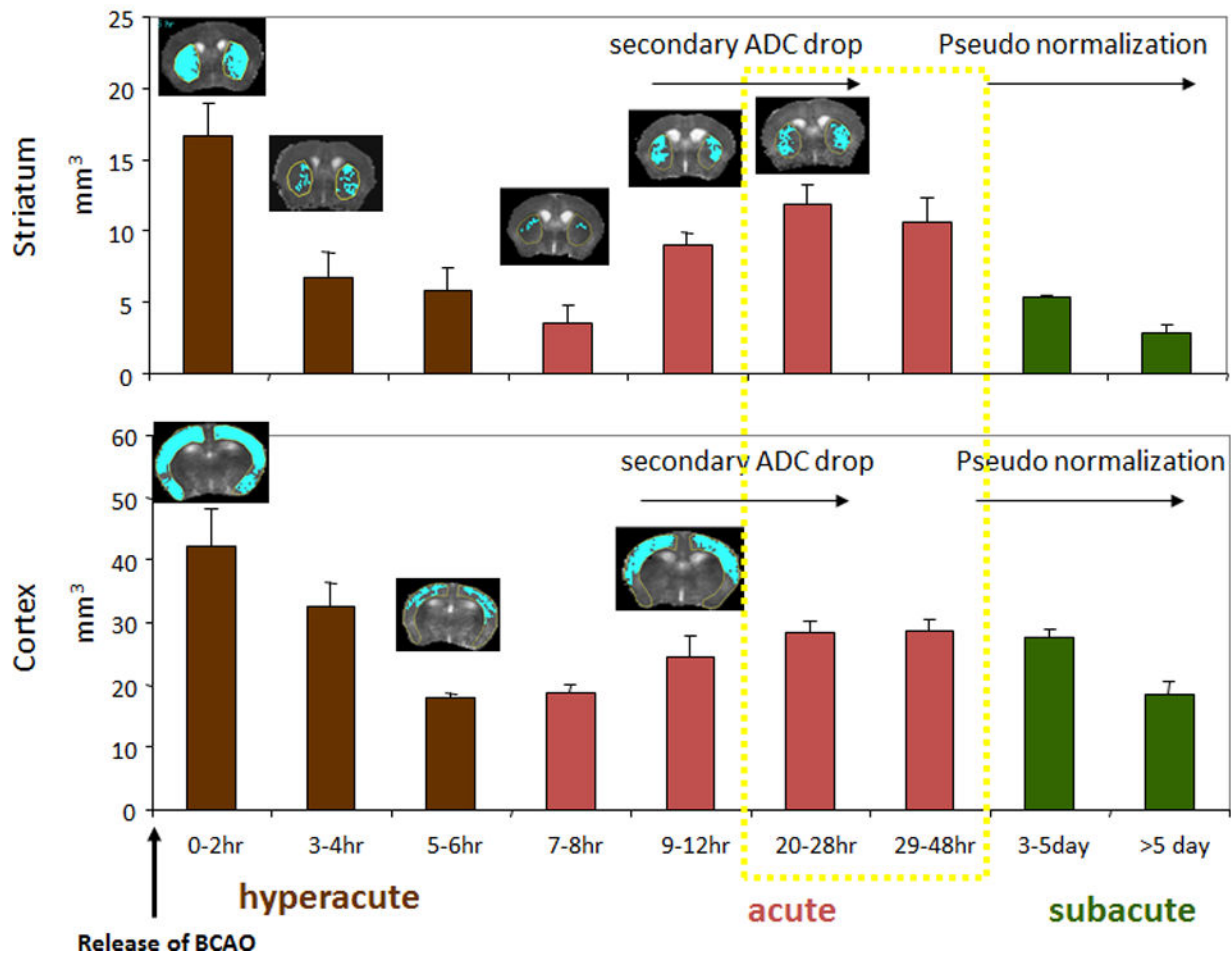 25
20
15
10
5
0
Striatum
mm3
secondary ADC drop
Pseudo normalization
60
50
40
30
20
10
0
Cortex
mm3
secondary ADC drop
Pseudo normalization
0-2hr 3-4hr 5-6hr 7-8hr 9-12hr 20-28hr 29-48hr 3-5day >5 day
hyperacute acute subacute
Release of BCAO